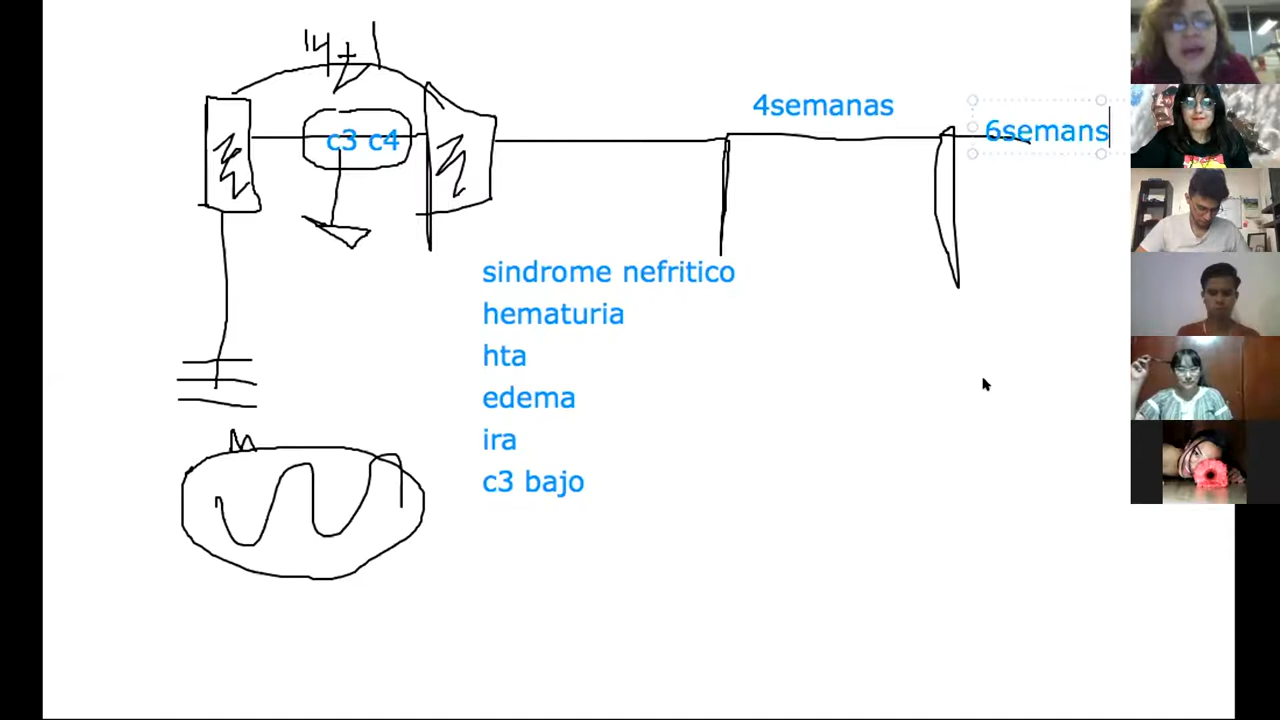 14
4semanas
6semans
c3 c4
sindrome nefritico
hematuria
hta
edema
ira
c3 bajo